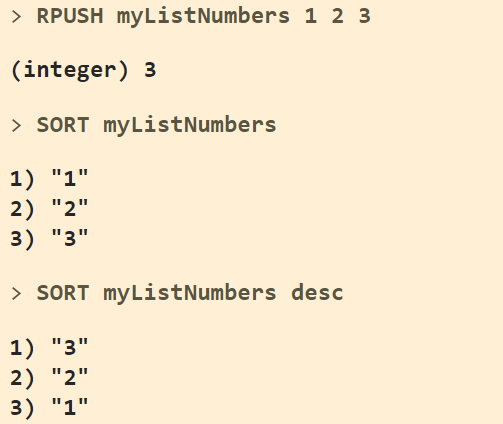 > RPUSH myListNumbers 1 2 3
(integer) 3
> SORT myListNumbers
1) "1"
2) "2"
3) "3"
> SORT myListNumbers desc
1) "3"
2) "2"
3) "1"